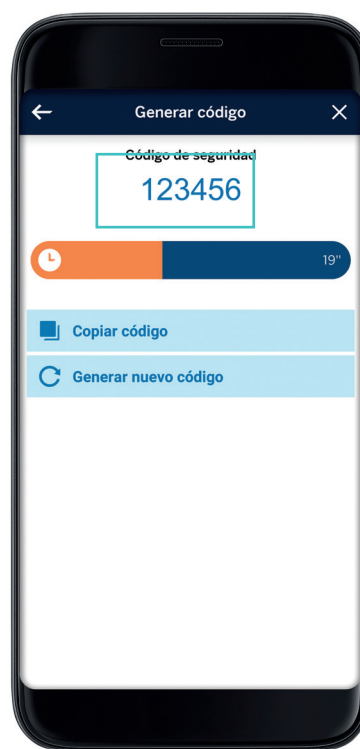 Generar código
Código de seguridad
123456
19"
Copiar código
Generar nuevo código